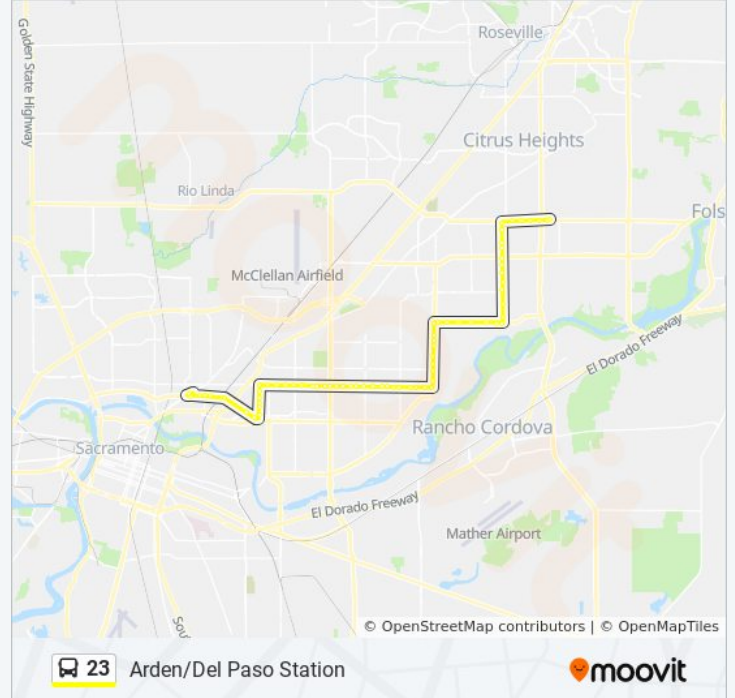 Roseville
Golden State Highway
Citrus Heights
Rio Linda
Fols
McClellan Airfield
El Dorado Freeway
Rancho Cordova
Sacramento
El Dorado Freeway
Mather Airport
Sou
© OpenStreetMap contributors | © OpenMapTiles
23 Arden/Del Paso Station
moovit